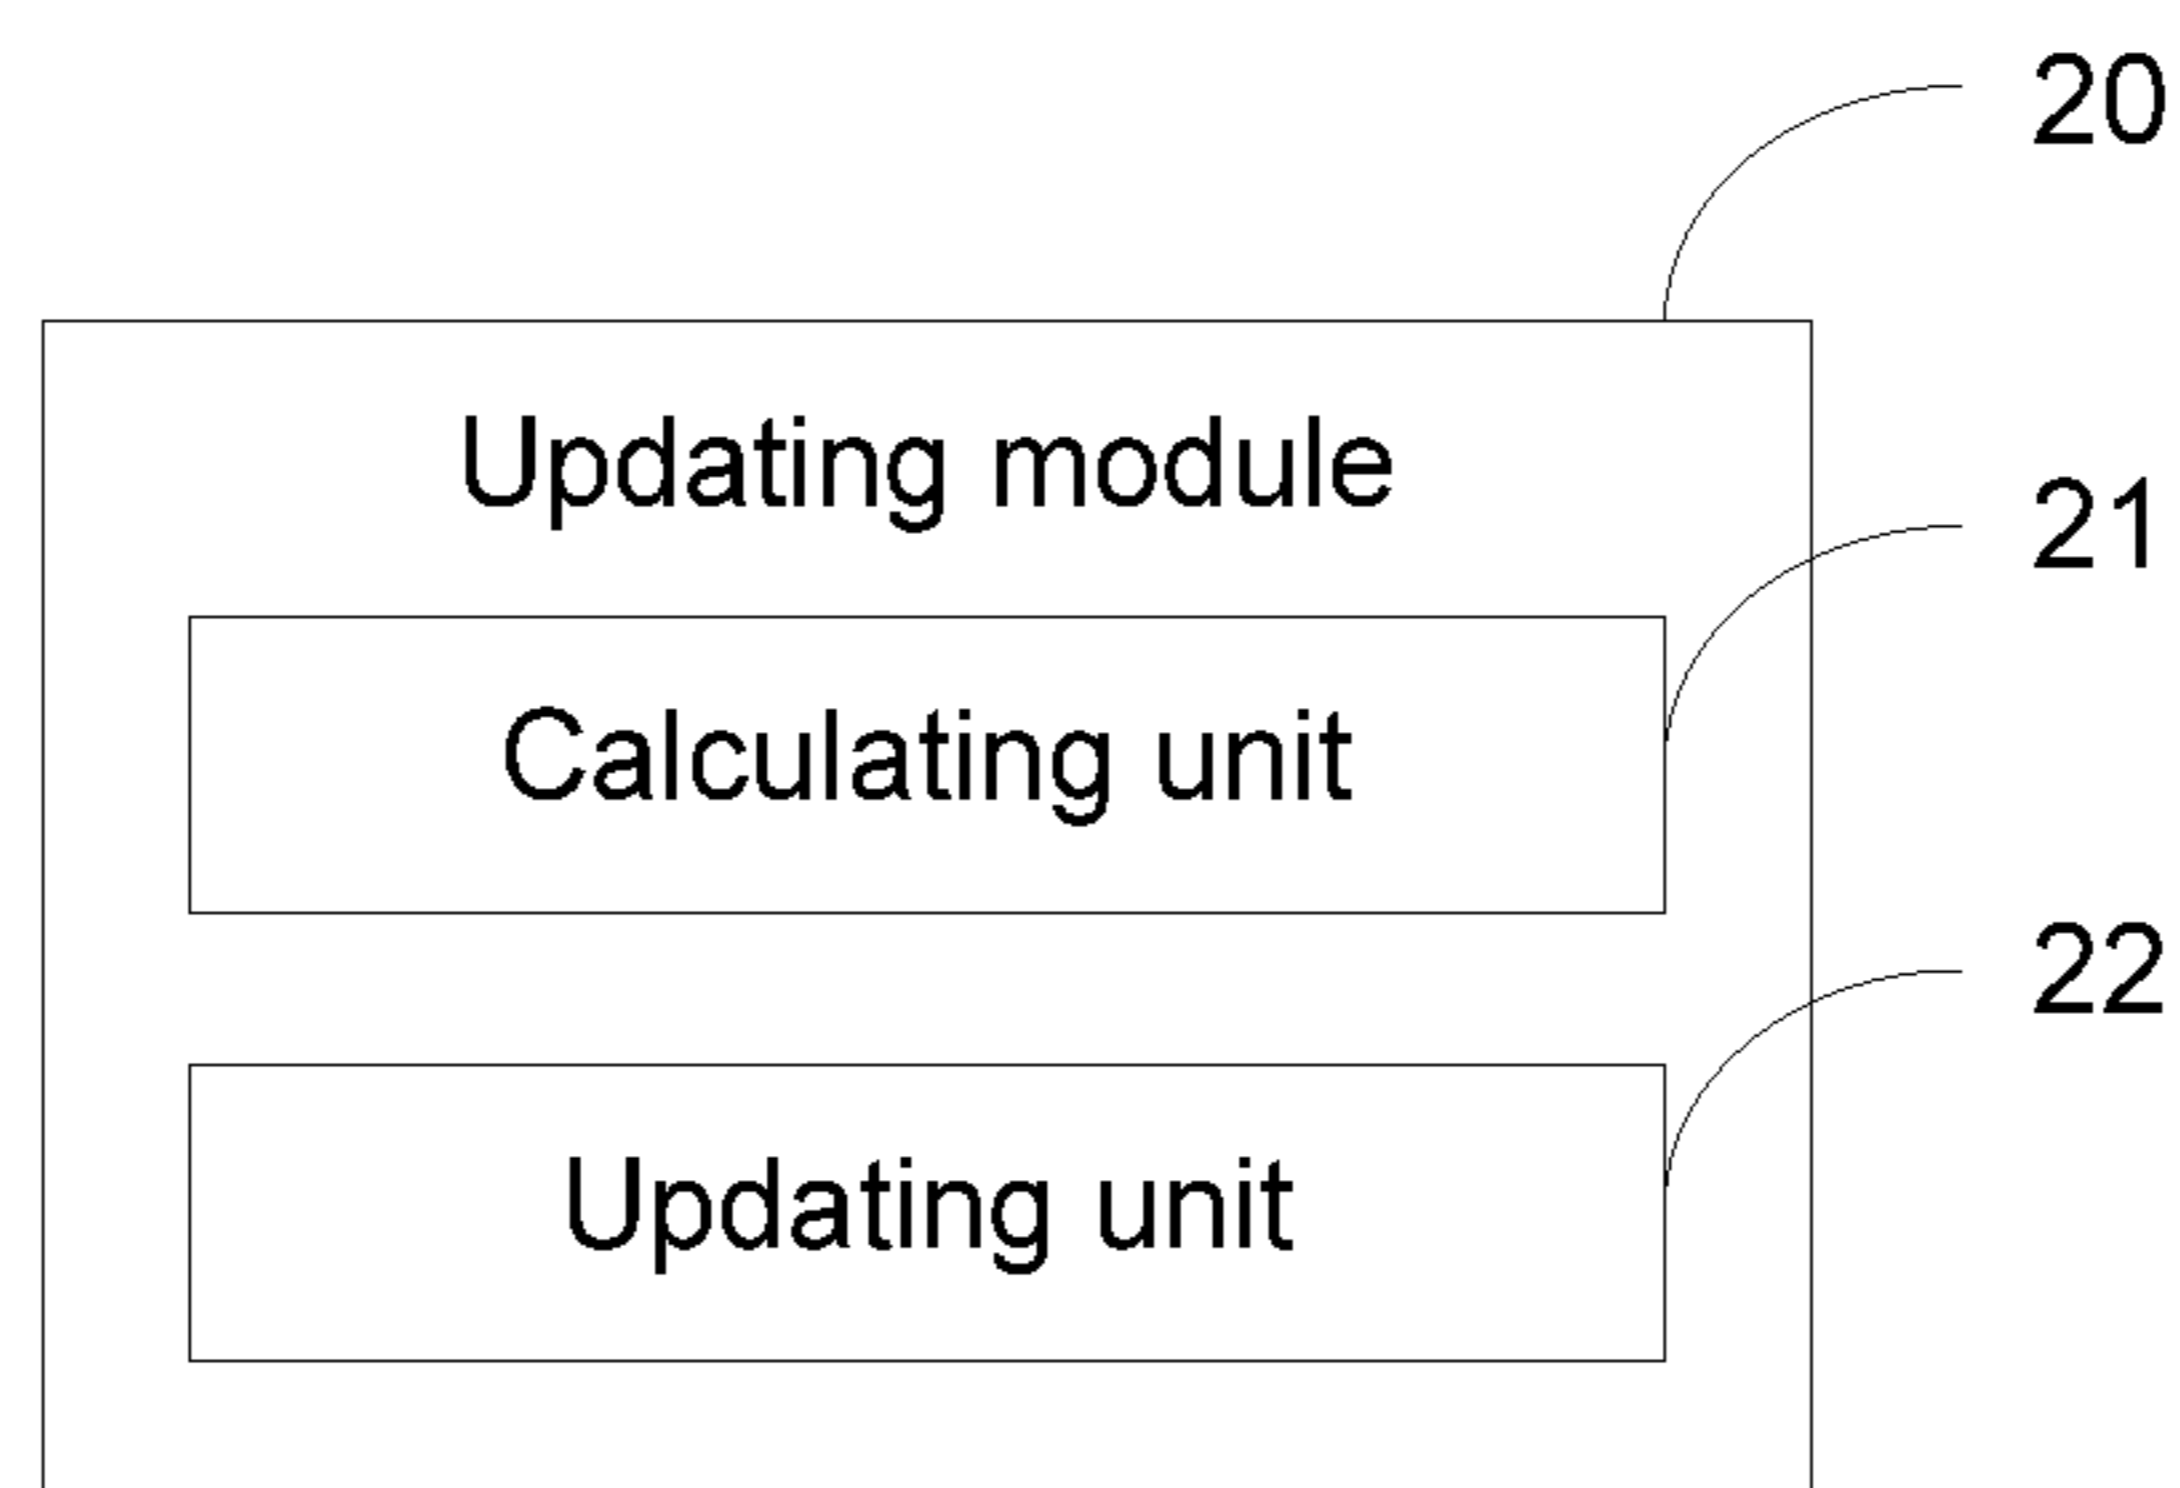 20
Updating module
21
Calculating unit
22
Updating unit